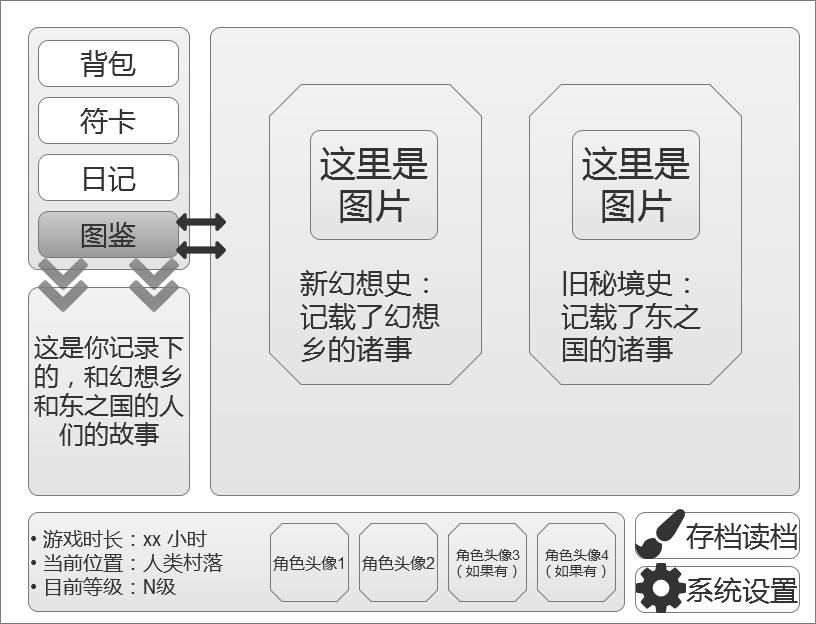 背包
符卡
日记
图鉴
这是你记录下
的，和幻想乡
和东之国的人
们的故事
这里是
图片
新幻想史：
记载了幻想
乡的诸事
这里是
图片
旧秘境史：
记载了东之
国的诸事
• 游戏时长：xx 小时
• 当前位置：人类村落
• 目前等级：N级
角色头像1
角色头像2
角色头像3
（如果有）
角色头像4
（如果有）
存档读档
系统设置